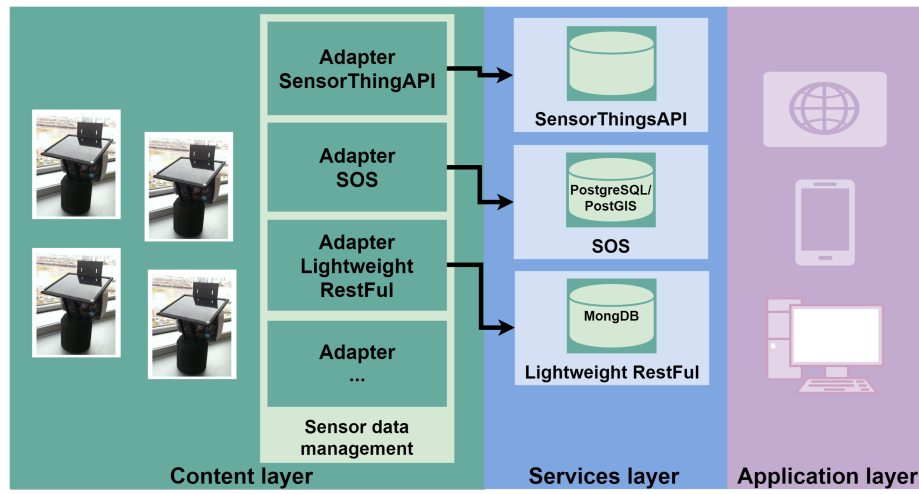 Adapter
SensorThingAPI
Adapter
SOS
Adapter
Lightweight
RestFul
Adapter
...
Sensor data
management
Content layer
SensorThingsAPI
PostgreSQL/
PostGIS
SOS
MongDB
Lightweight RestFul
Services layer
Application layer